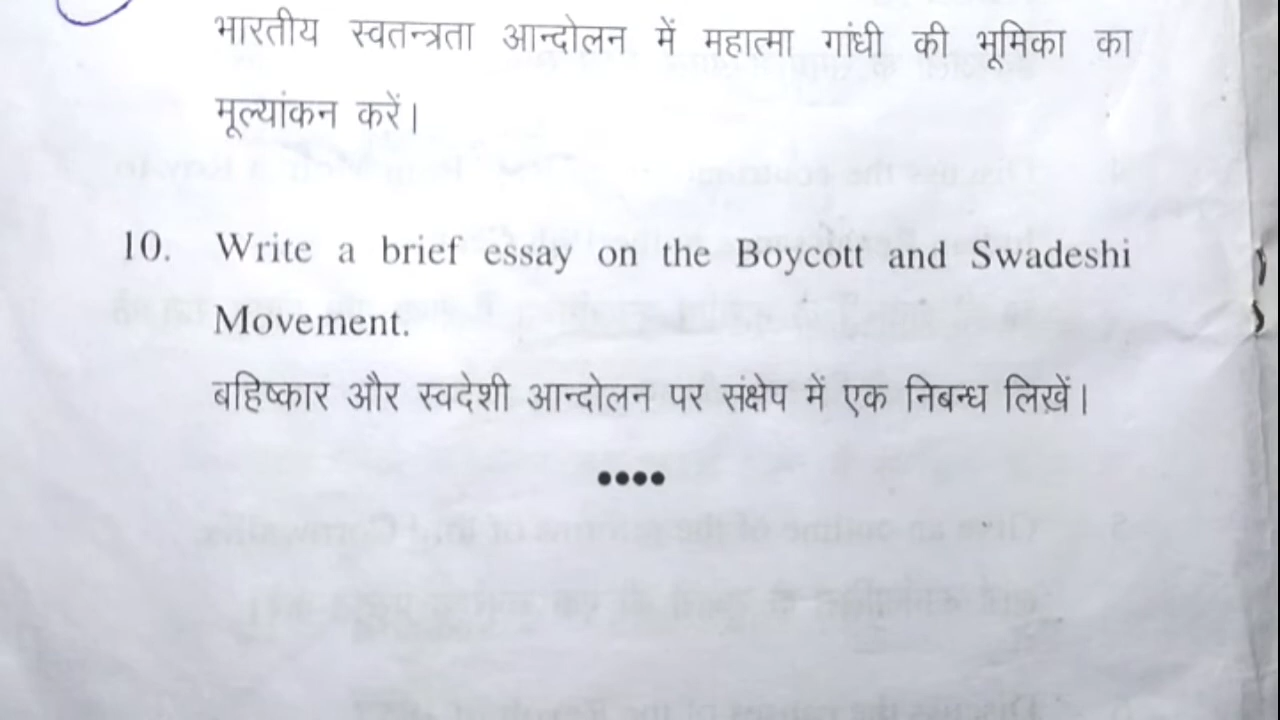 भारतीय स्वतन्त्रता आन्दोलन में महात्मा गांधी की भूमिका का
मूल्यांकन करें।
10. Write a brief essay on the Boycott and Swadeshi
Movement.
बहिष्कार और स्वदेशी आन्दोलन पर संक्षेप में एक निबन्ध लिखें।
••••